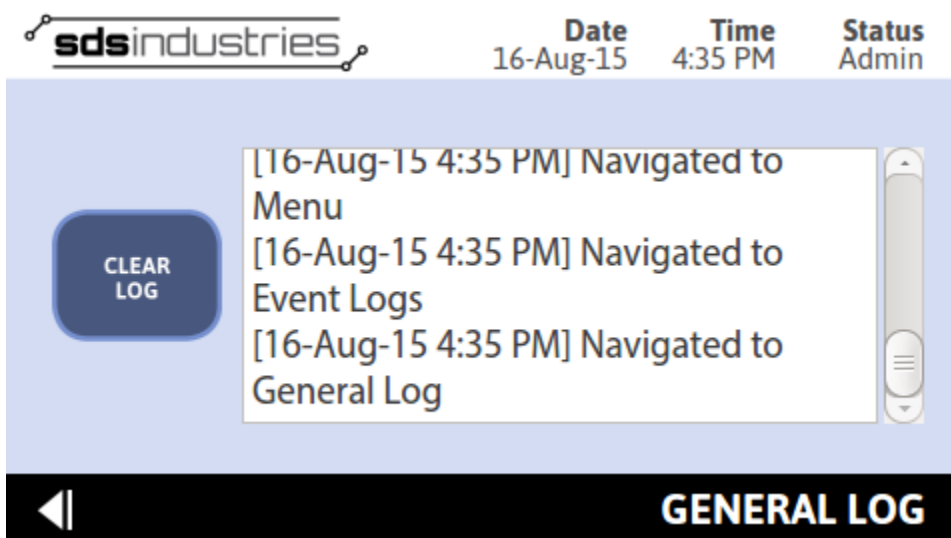 sdsindustries
Date Time Status
16-Aug-15 4:35 PM Admin
[16-Aug-15 4:35 PM] Navigated to
Menu
[16-Aug-15 4:35 PM] Navigated to
Event Logs
[16-Aug-15 4:35 PM] Navigated to
General Log
CLEAR
LOG
GENERAL LOG